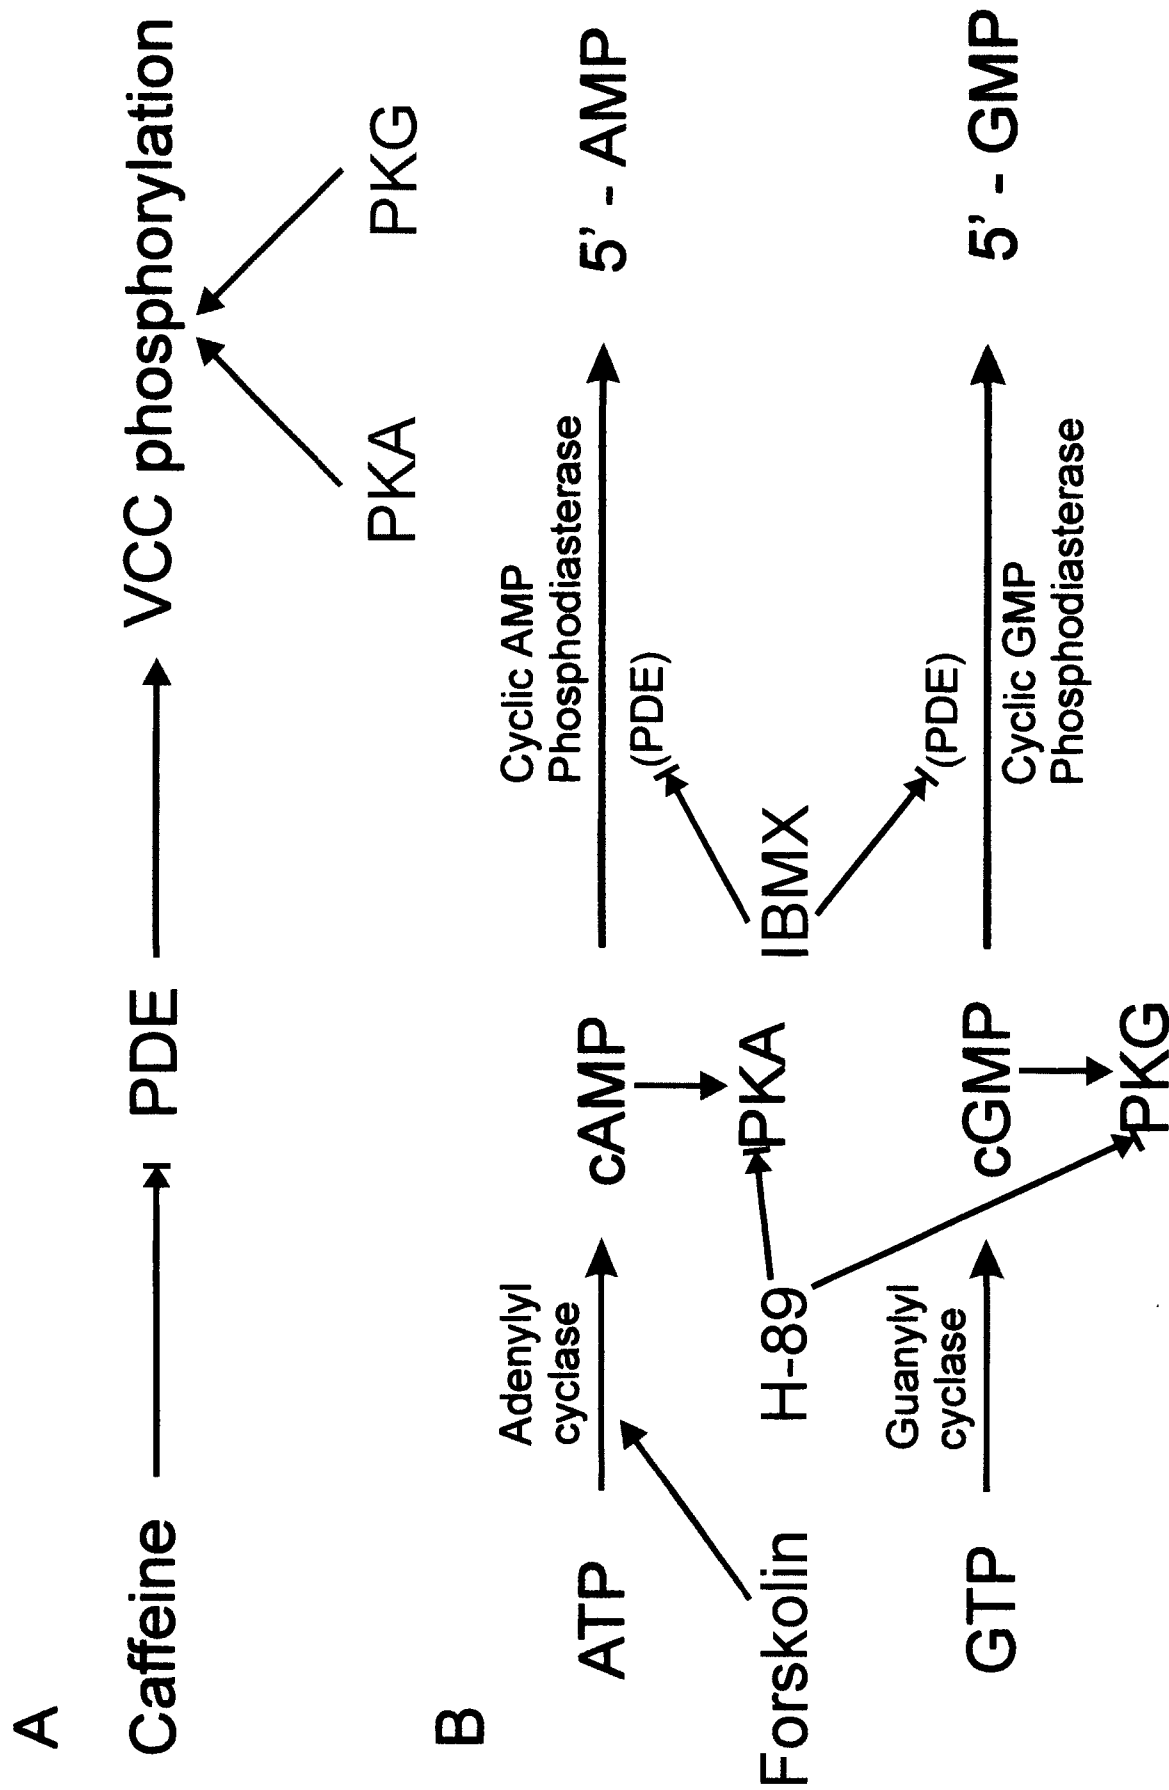 A
Caffeine PDE VCC phosphorylation
PKA PKG
B
Cyclic AMP
Phosphodiasterase
Adenylyl
cyclase
ATP cAMP 5' - AMP
(PDE)
Forskolin H-89 PKA IBMX
(PDE)
Guanylyl
cyclase
GTP cGMP 5' - GMP
Cyclic GMP
Phosphodiasterase
PKG